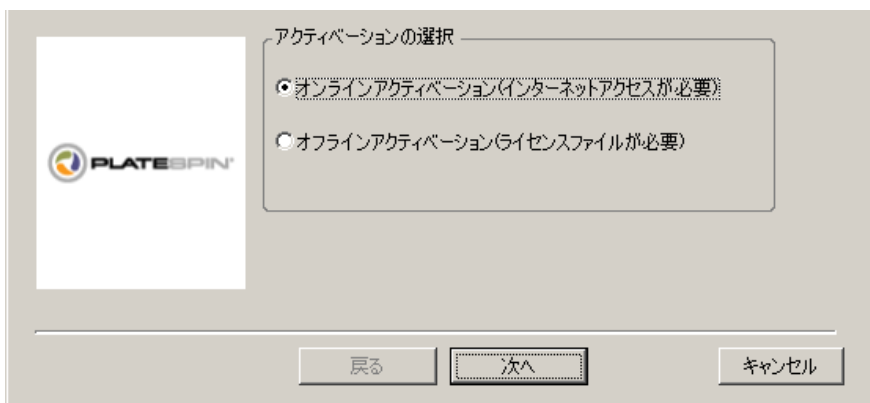 アクティベーションの選択
オンラインアクティベーション(インターネットアクセスが必要)
オフラインアクティベーション(ライセンスファイルが必要)
PLATESPIN
戻る
次へ
キャンセル